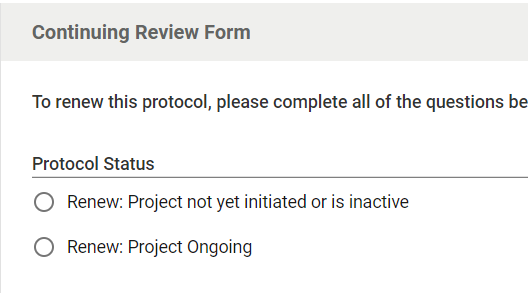 Continuing Review Form
To renew this protocol, please complete all of the questions be
Protocol Status
Renew: Project not yet initiated or is inactive
Renew: Project Ongoing